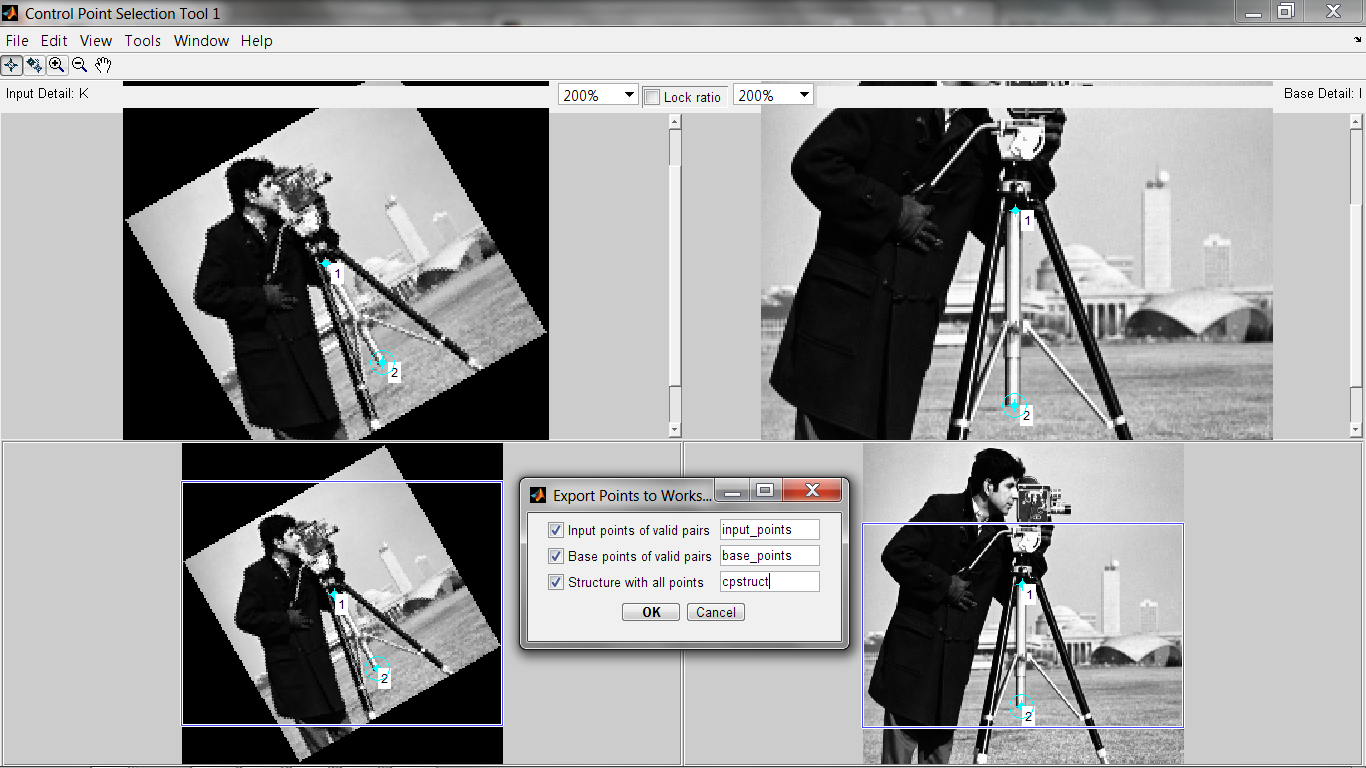 Control Point Selection Tool 1
File Edit View Tools Window Help
Input Detail: K
200%
Lock ratio
200%
Base Detail: I
1
2
1
2
1
2
1
2
Export Points to Works...
Input points of valid pairs input_points
Base points of valid pairs base_points
Structure with all points cpstruct
OK Cancel